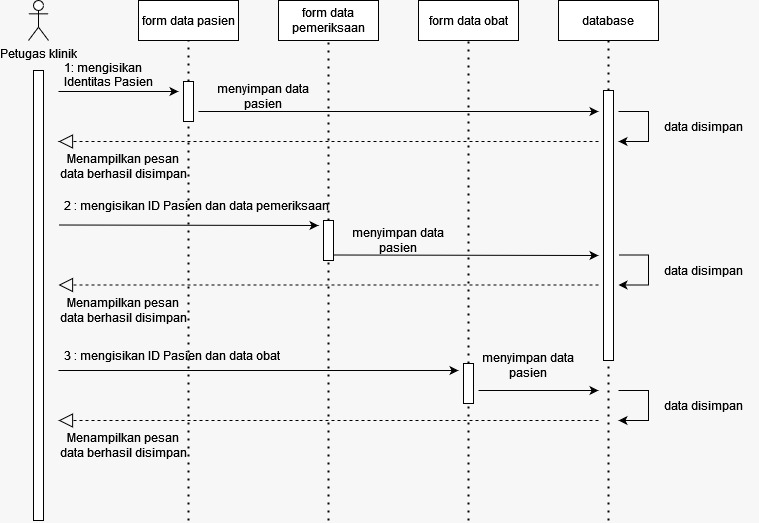 form data pasien
form data
pemeriksaan
form data obat
database
Petugas klinik
1: mengisikan
Identitas Pasien
menyimpan data
pasien
data disimpan
Menampilkan pesan
data berhasil disimpan
2 : mengisikan ID Pasien dan data pemeriksaan
menyimpan data
pasien
data disimpan
Menampilkan pesan
data berhasil disimpan
3 : mengisikan ID Pasien dan data obat
menyimpan data
pasien
data disimpan
Menampilkan pesan
data berhasil disimpan